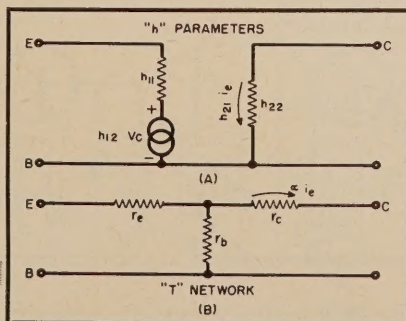 "h" PARAMETERS
E C
h11
+
h12 Vc
−
h21 ie
h22
B
(A)
E re α ie rc C
rb
B
"T" NETWORK
(B)